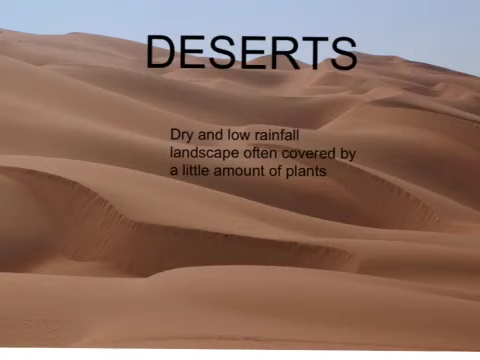 DESERTS
Dry and low rainfall
landscape often covered by
a little amount of plants